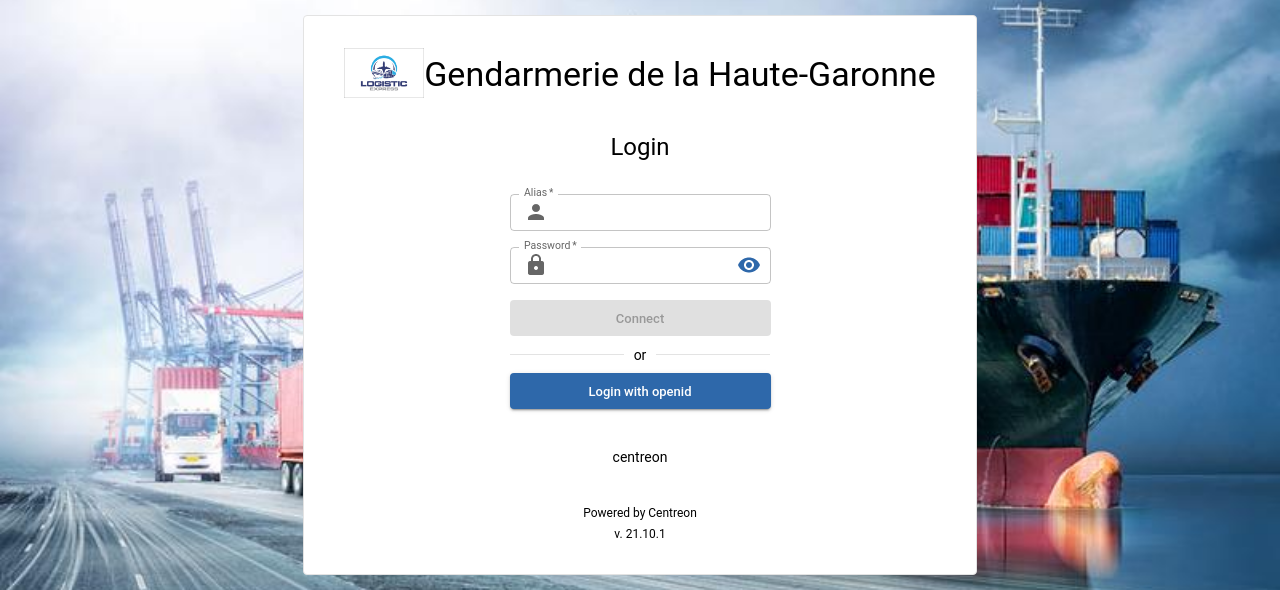 LOGISTIC
EXPRESS
Gendarmerie de la Haute-Garonne
Login
Alias *
Password *
Connect
or
Login with openid
centreon
Powered by Centreon
v. 21.10.1